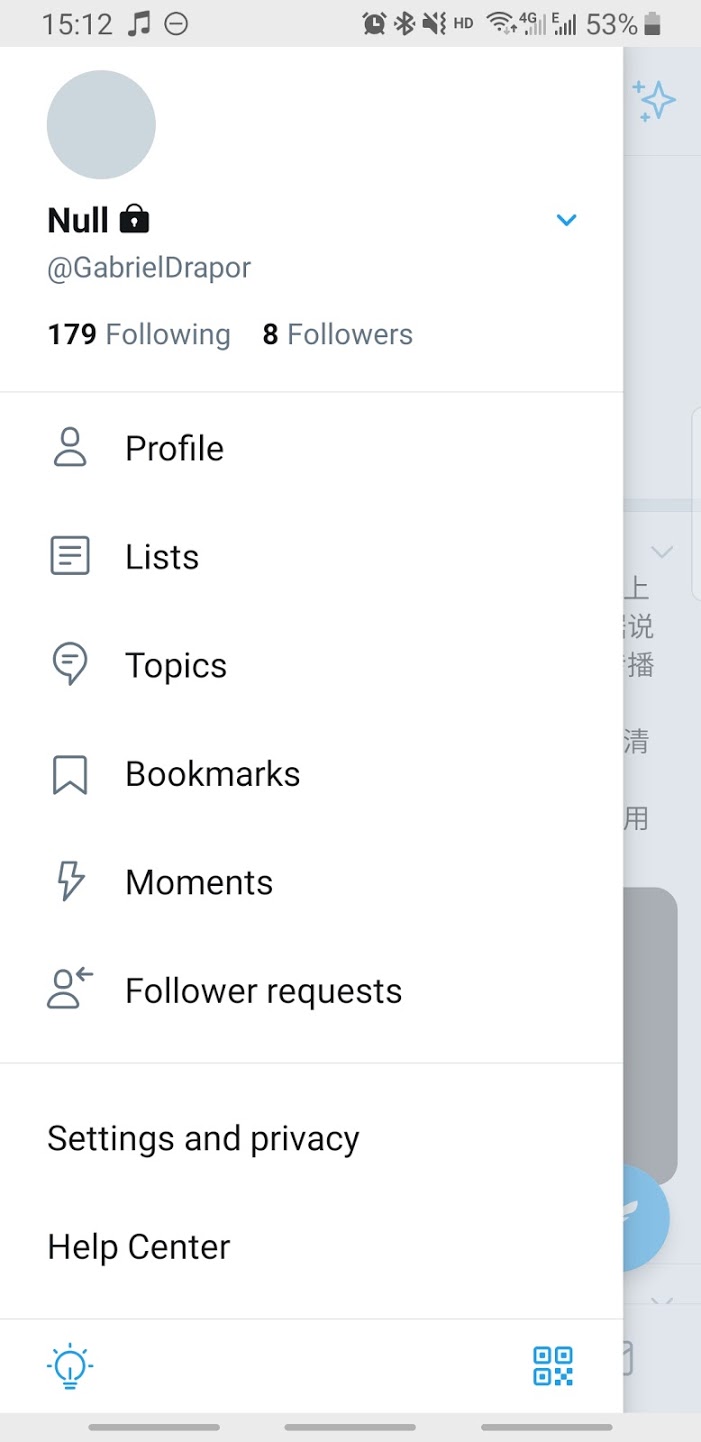 15:12 HD 4G E 53%
Null
@GabrielDrapor
179 Following 8 Followers
Profile
Lists
Topics
Bookmarks
Moments
Follower requests
Settings and privacy
Help Center
上
说
播
清
用